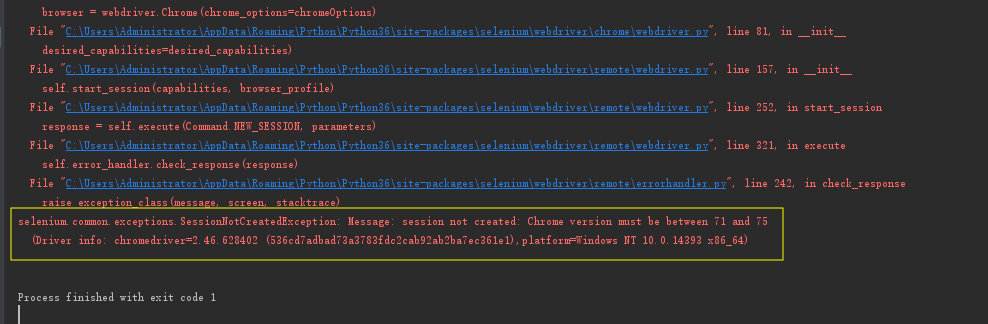 browser = webdriver.Chrome(chrome_options=chromeOptions)
File "C:\Users\Administrator\AppData\Roaming\Python\Python36\site-packages\selenium\webdriver\chrome\webdriver.py", line 81, in __init__
desired_capabilities=desired_capabilities)
File "C:\Users\Administrator\AppData\Roaming\Python\Python36\site-packages\selenium\webdriver\remote\webdriver.py", line 157, in __init__
self.start_session(capabilities, browser_profile)
File "C:\Users\Administrator\AppData\Roaming\Python\Python36\site-packages\selenium\webdriver\remote\webdriver.py", line 252, in start_session
response = self.execute(Command.NEW_SESSION, parameters)
File "C:\Users\Administrator\AppData\Roaming\Python\Python36\site-packages\selenium\webdriver\remote\webdriver.py", line 321, in execute
self.error_handler.check_response(response)
File "C:\Users\Administrator\AppData\Roaming\Python\Python36\site-packages\selenium\webdriver\remote\errorhandler.py", line 242, in check_response
raise exception_class(message, screen, stacktrace)
selenium.common.exceptions.SessionNotCreatedException: Message: session not created: Chrome version must be between 71 and 75
(Driver info: chromedriver=2.46.628402 (536cd7adbad73a3783fdc2cab92ab2ba7ec361e1),platform=Windows NT 10.0.14393 x86_64)
Process finished with exit code 1